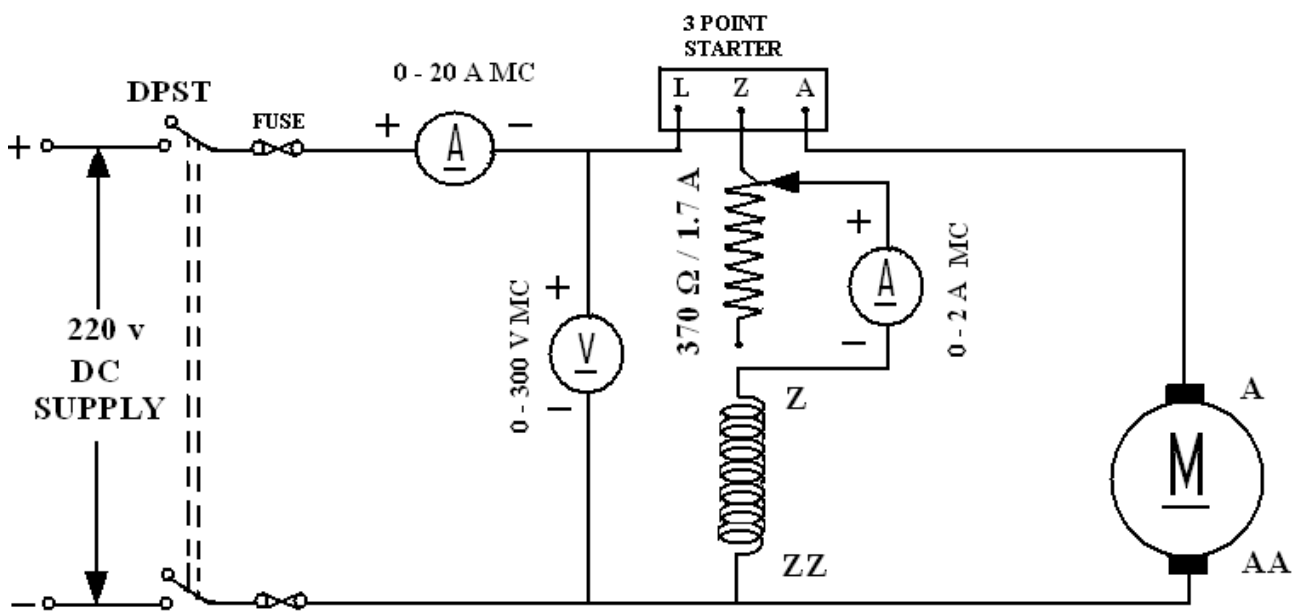 3 POINT
STARTER
0 - 20 A MC
L Z A
DPST
FUSE
+
+
A
−
370 Ω / 1.7 A
+
A
−
0 - 2 A MC
220 v
DC
SUPPLY
0 - 300 V MC
+
V
−
Z
A
M
ZZ
AA
−